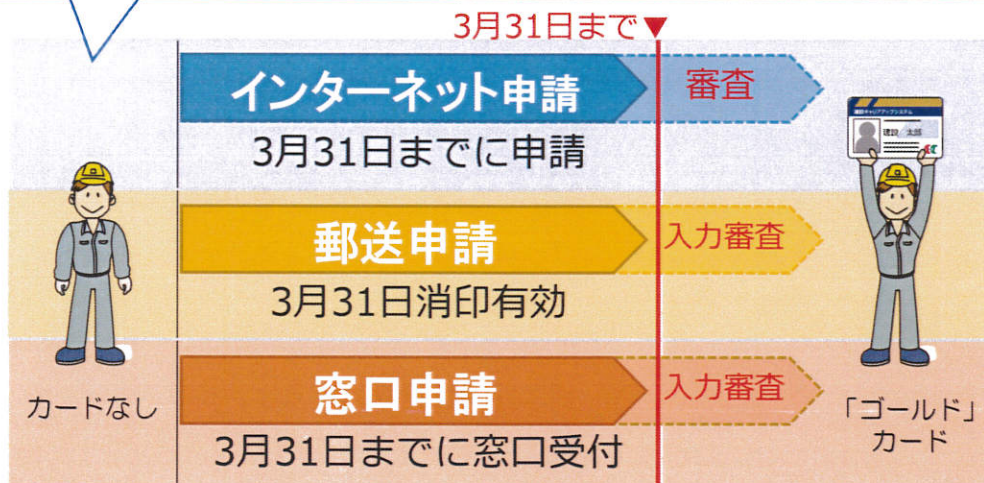 3月31日まで▼
インターネット申請
審査
3月31日までに申請
建設 太郎
郵送申請
入力審査
3月31日消印有効
窓口申請
入力審査
3月31日までに窓口受付
カードなし
「ゴールド」
カード